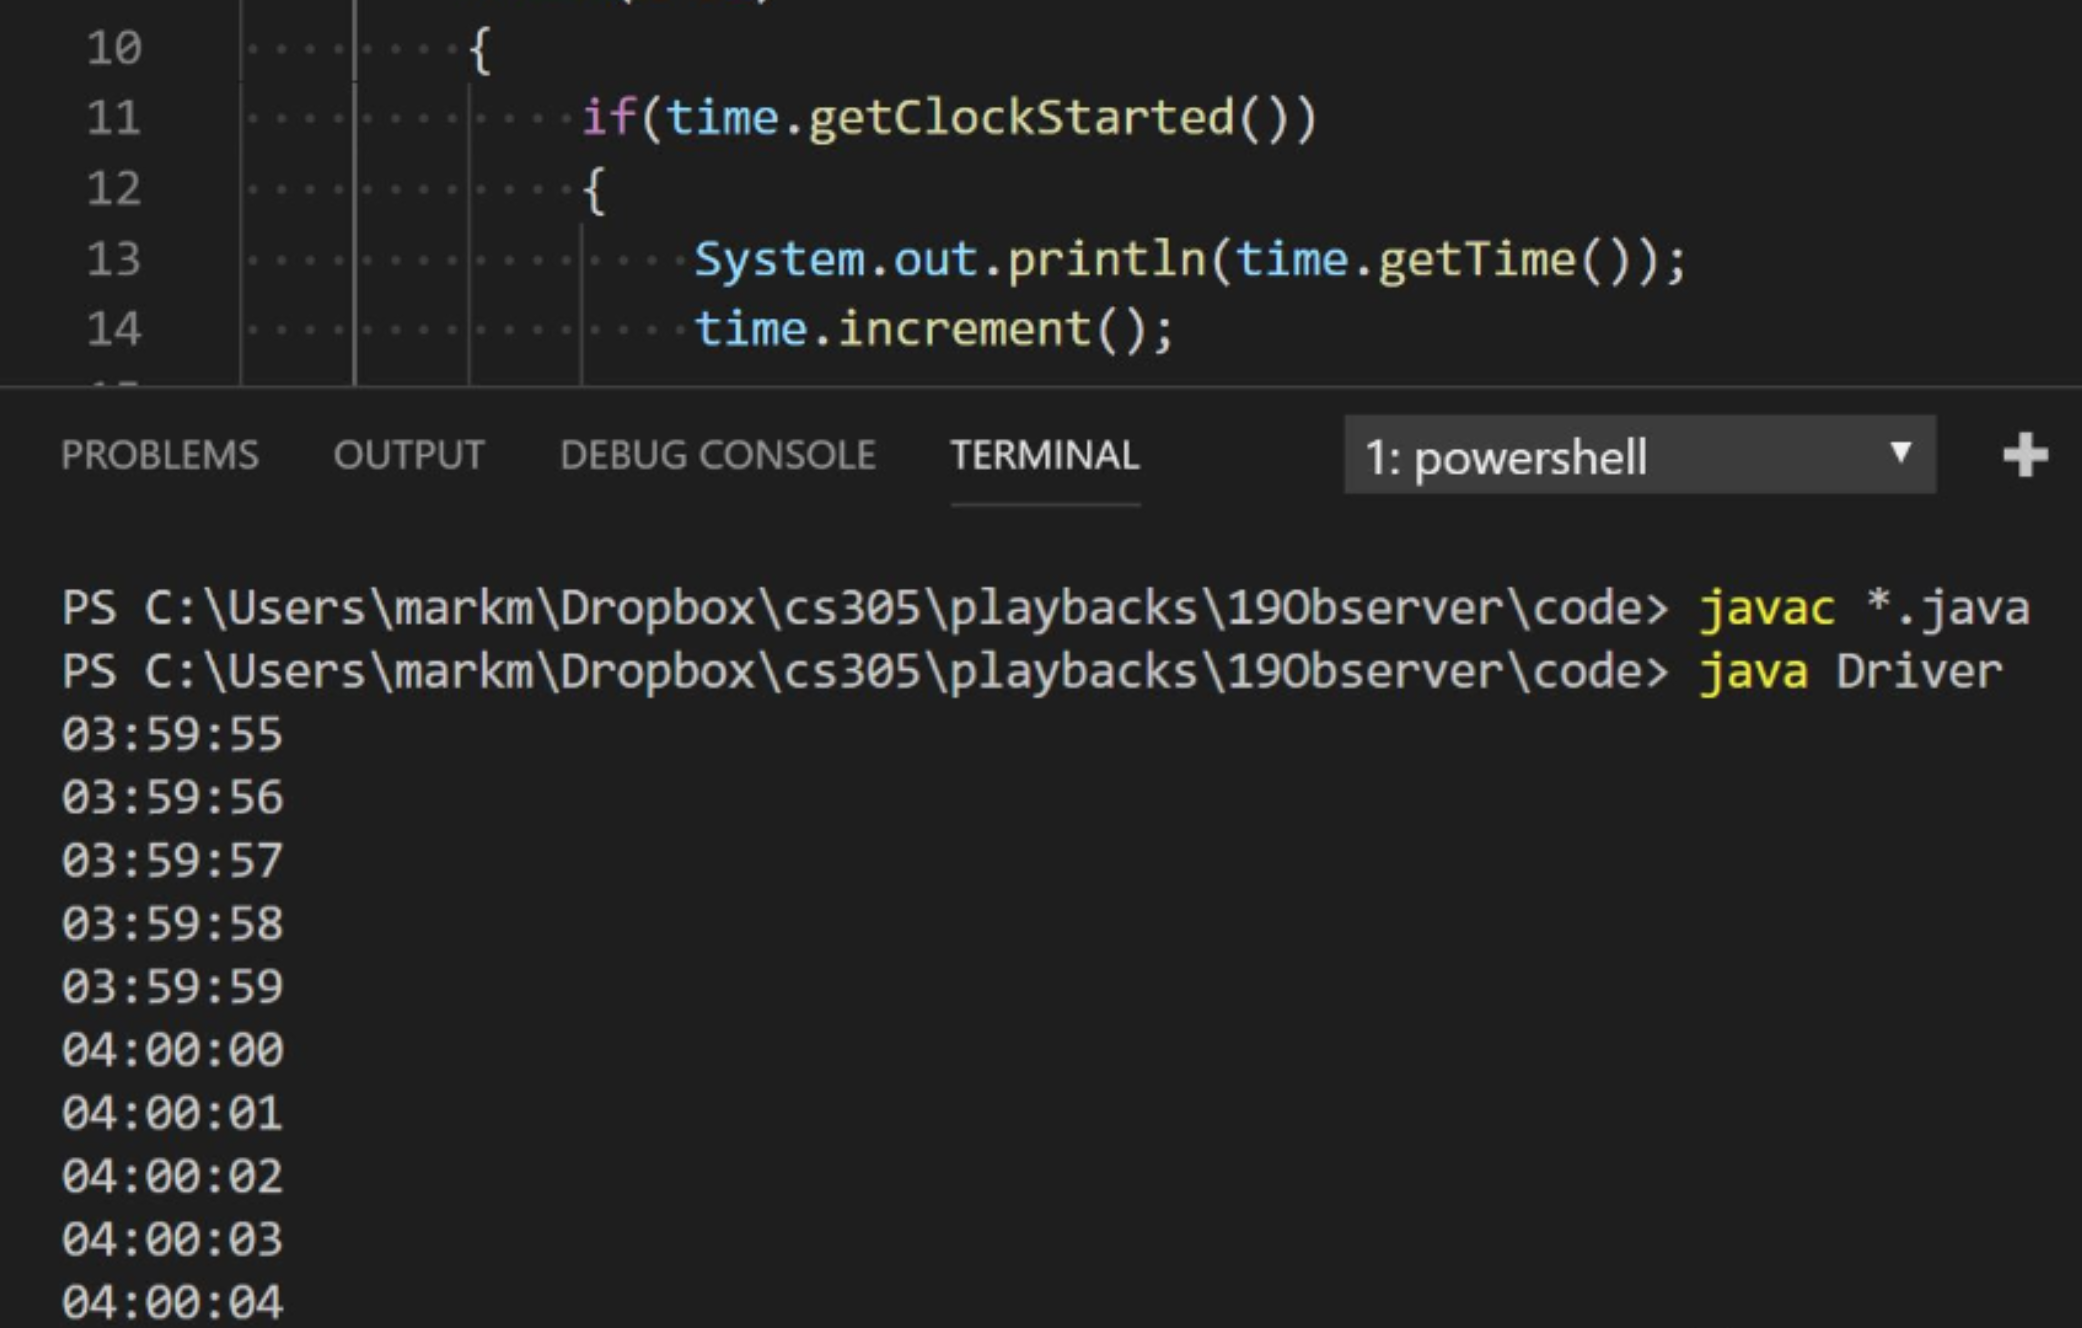 10 {
11 if(time.getClockStarted())
12 {
13 System.out.println(time.getTime());
14 time.increment();
PROBLEMS OUTPUT DEBUG CONSOLE TERMINAL 1: powershell
PS C:\Users\markm\Dropbox\cs305\playbacks\19Observer\code> javac *.java
PS C:\Users\markm\Dropbox\cs305\playbacks\19Observer\code> java Driver
03:59:55
03:59:56
03:59:57
03:59:58
03:59:59
04:00:00
04:00:01
04:00:02
04:00:03
04:00:04